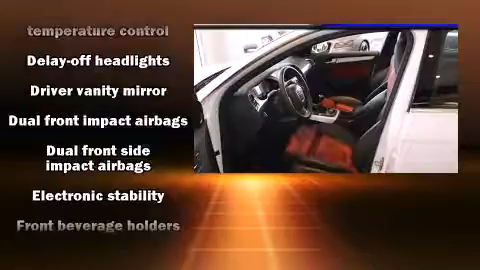 temperature control
Delay-off headlights
Driver vanity mirror
Dual front impact airbags
Dual front side
impact airbags
Electronic stability
Front beverage holders